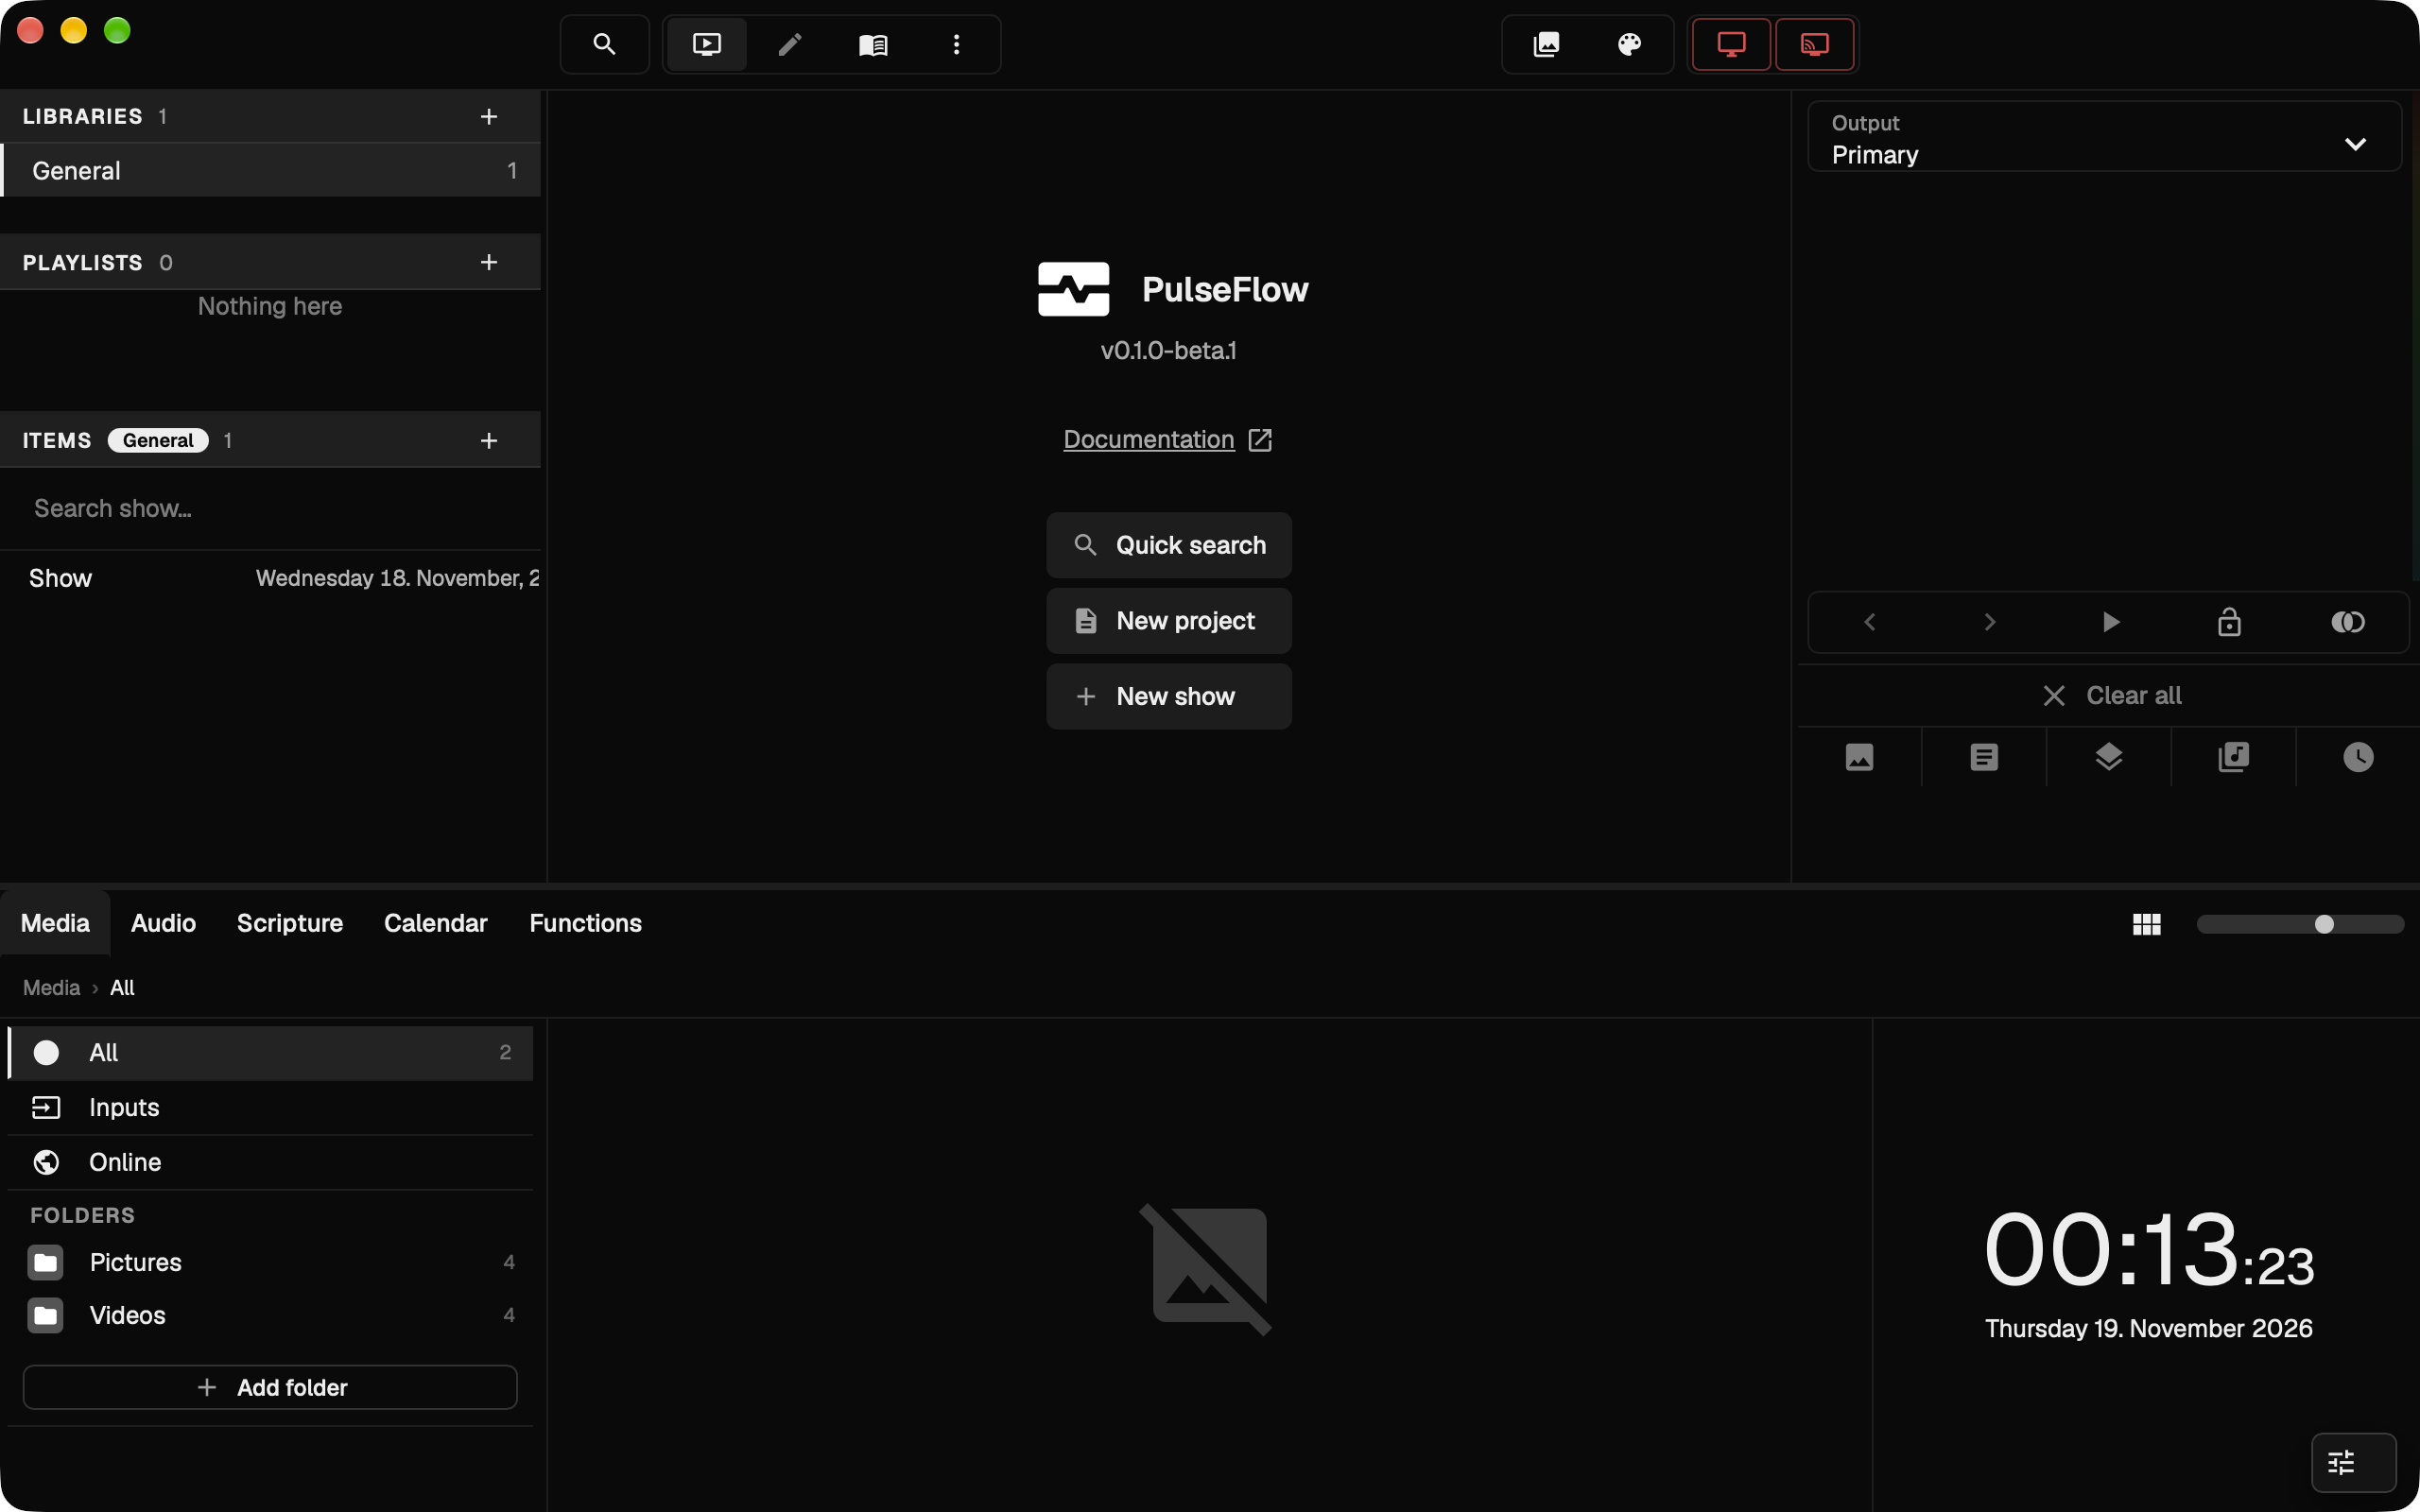 LIBRARIES 1
General 1
PLAYLISTS 0
Nothing here
ITEMS General 1
Search show...
Show Wednesday 18. November, 2
PulseFlow
v0.1.0-beta.1
Documentation
Quick search
New project
New show
Output
Primary
Clear all
Media Audio Scripture Calendar Functions
Media › All
All 2
Inputs
Online
FOLDERS
Pictures 4
Videos 4
Add folder
00:13:23
Thursday 19. November 2026